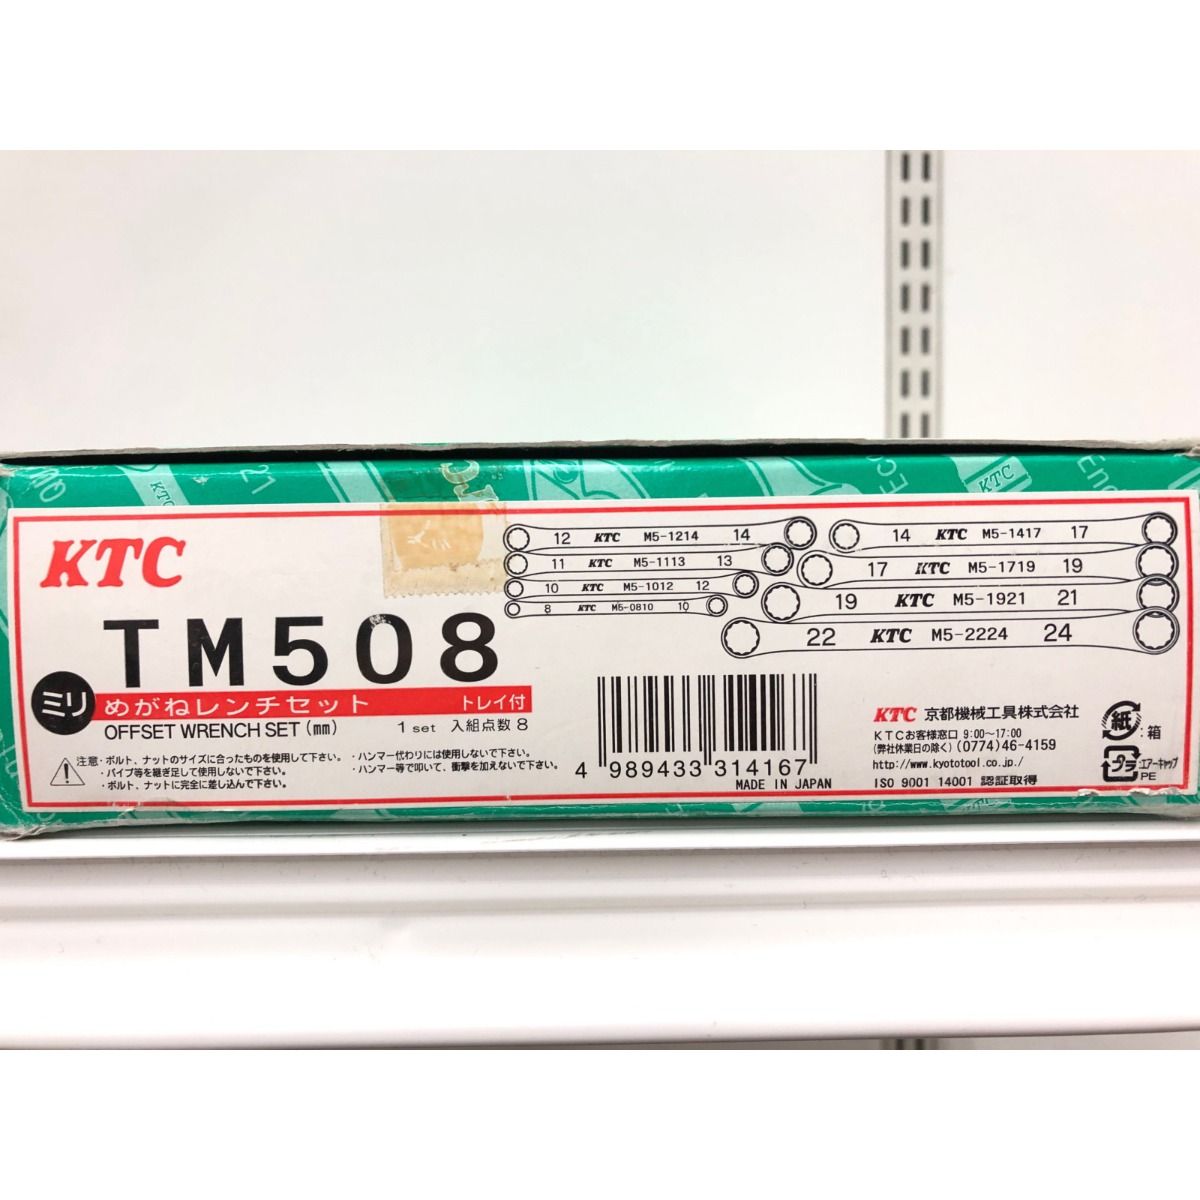 KTC
TM508
ミリ
めがねレンチセット トレイ付
OFFSET WRENCH SET (mm) 1 set 入組点数 8
注意・ボルト、ナットのサイズに合ったものを使用して下さい。
・パイプ等を継ぎ足して使用しないで下さい。
・ボルト、ナットに完全に差し込んで下さい。
・ハンマー代わりには使用しないで下さい。
・ハンマー等で叩いて、衝撃を加えないで下さい。
12 KTC M5-1214 14
11 KTC M5-1113 13
10 KTC M5-1012 12
8 KTC M5-0810 10
14 KTC M5-1417 17
17 KTC M5-1719 19
19 KTC M5-1921 21
22 KTC M5-2224 24
4 989433 314167
MADE IN JAPAN
KTC 京都機械工具株式会社
KTCお客様窓口 9:00〜17:00
(弊社休業日の除く) (0774)46-4159
http://www.kyototool.co.jp./
ISO 9001 14001 認証取得
紙 :箱
プラ :エアーキャップ
PE
21
KTC
KTC